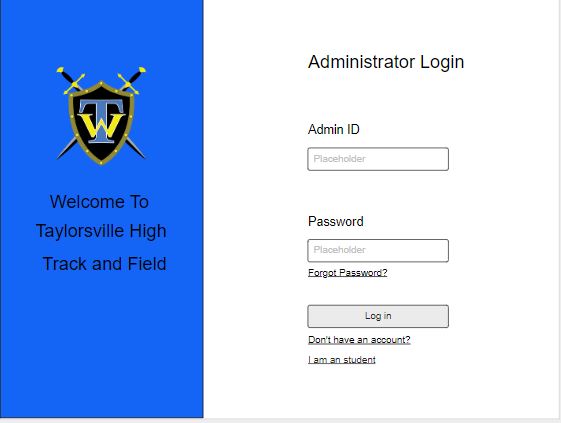 TW
Welcome To
Taylorsville High
Track and Field
Administrator Login
Admin ID
Placeholder
Password
Placeholder
Forgot Password?
Log in
Don't have an account?
I am an student